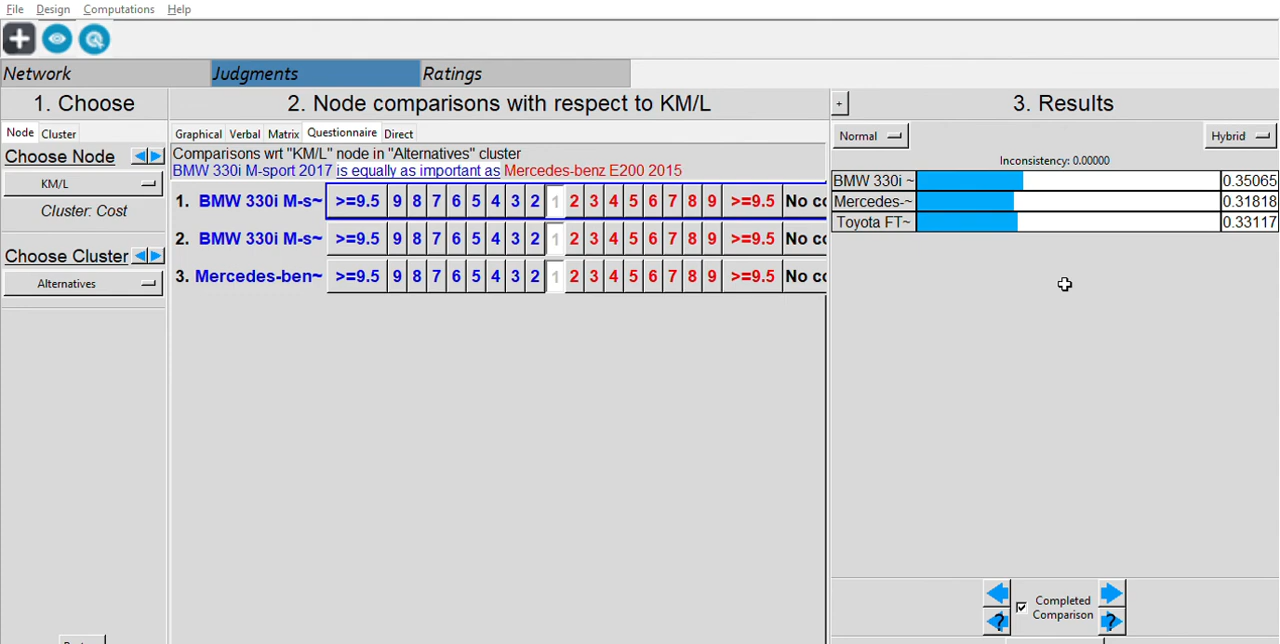 File Design Computations Help
Network Judgments Ratings
1. Choose
Node Cluster
Choose Node
KM/L
Cluster: Cost
Choose Cluster
Alternatives
2. Node comparisons with respect to KM/L
Graphical Verbal Matrix Questionnaire Direct
Comparisons wrt "KM/L" node in "Alternatives" cluster
BMW 330i M-sport 2017 is equally as important as Mercedes-benz E200 2015
1. BMW 330i M-s~ >=9.5 9 8 7 6 5 4 3 2 1 2 3 4 5 6 7 8 9 >=9.5 No co
2. BMW 330i M-s~ >=9.5 9 8 7 6 5 4 3 2 1 2 3 4 5 6 7 8 9 >=9.5 No co
3. Mercedes-ben~ >=9.5 9 8 7 6 5 4 3 2 1 2 3 4 5 6 7 8 9 >=9.5 No co
+ 3. Results
Normal Hybrid
Inconsistency: 0.00000
BMW 330i ~ 0.35065
Mercedes-~ 0.31818
Toyota FT~ 0.33117
Completed
Comparison
? ?